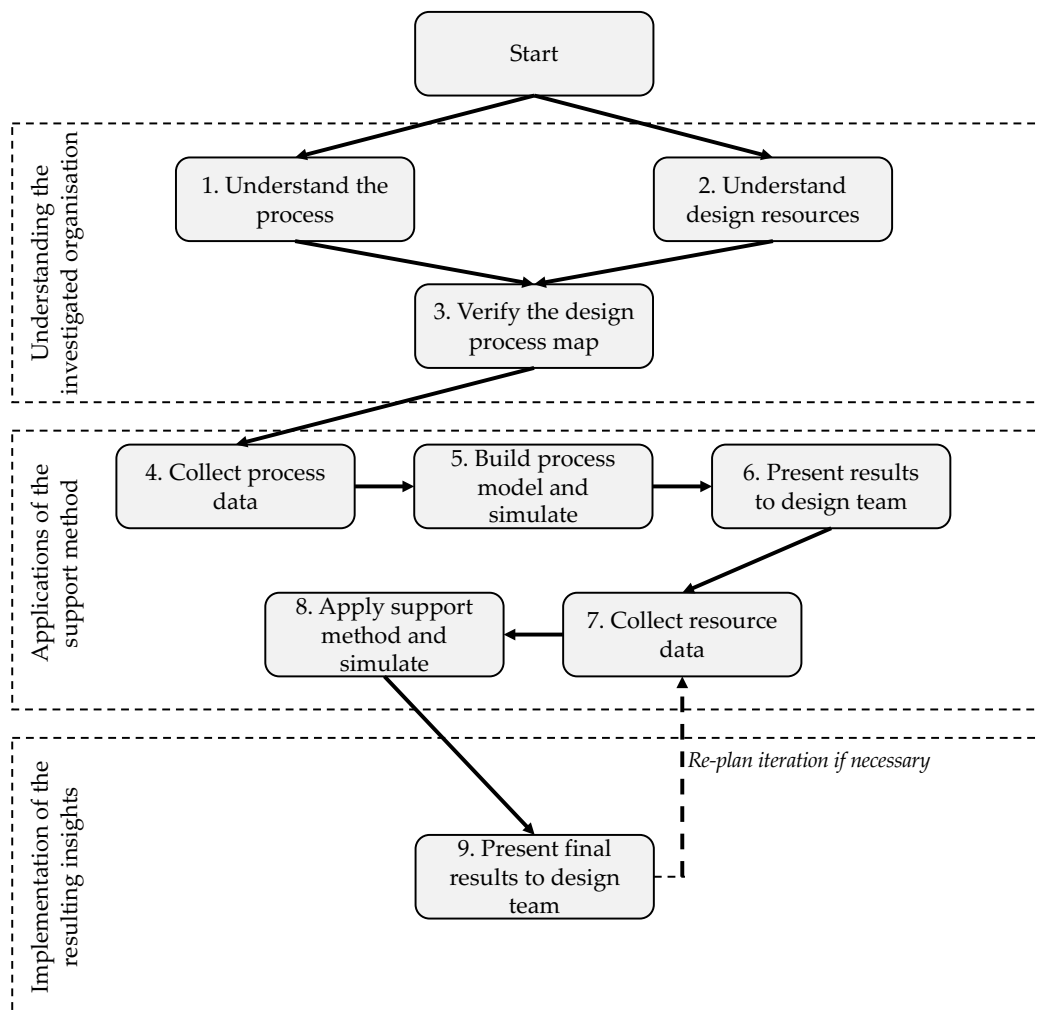 Start
Understanding the
investigated organisation
1. Understand the
process
2. Understand
design resources
3. Verify the design
process map
Applications of the
support method
4. Collect process
data
5. Build process
model and
simulate
6. Present results
to design team
8. Apply support
method and
simulate
7. Collect resource
data
Implementation of the
resulting insights
Re-plan iteration if necessary
9. Present final
results to design
team